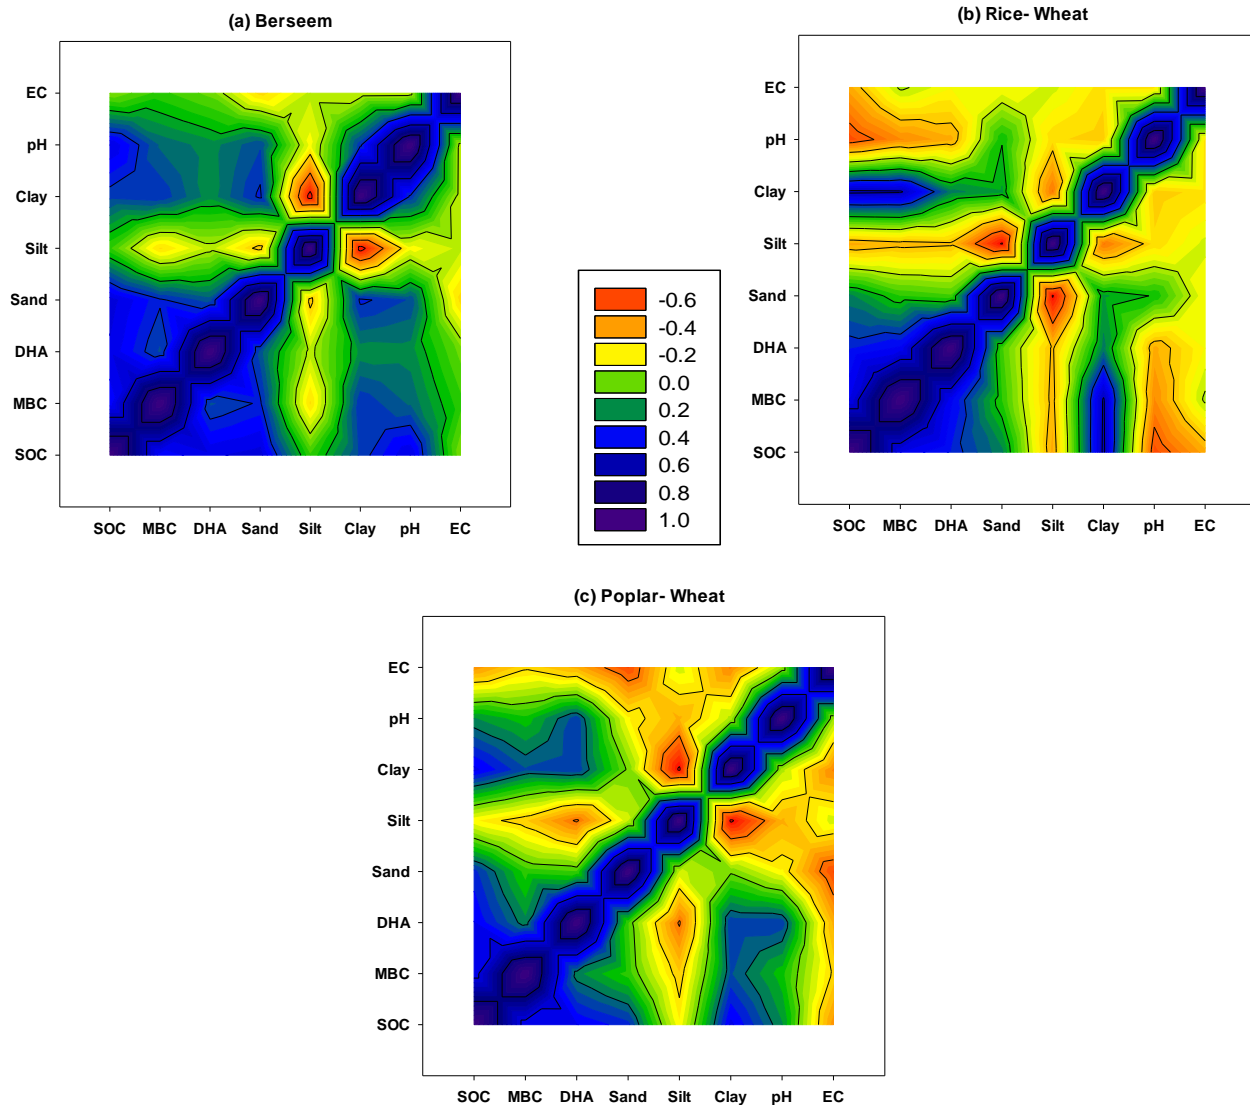 (a) Berseem
EC
pH
Clay
Silt
Sand
DHA
MBC
SOC
SOC MBC DHA Sand Silt Clay pH EC
(b) Rice- Wheat
EC
pH
Clay
Silt
Sand
DHA
MBC
SOC
SOC MBC DHA Sand Silt Clay pH EC
-0.6
-0.4
-0.2
0.0
0.2
0.4
0.6
0.8
1.0
(c) Poplar- Wheat
EC
pH
Clay
Silt
Sand
DHA
MBC
SOC
SOC MBC DHA Sand Silt Clay pH EC